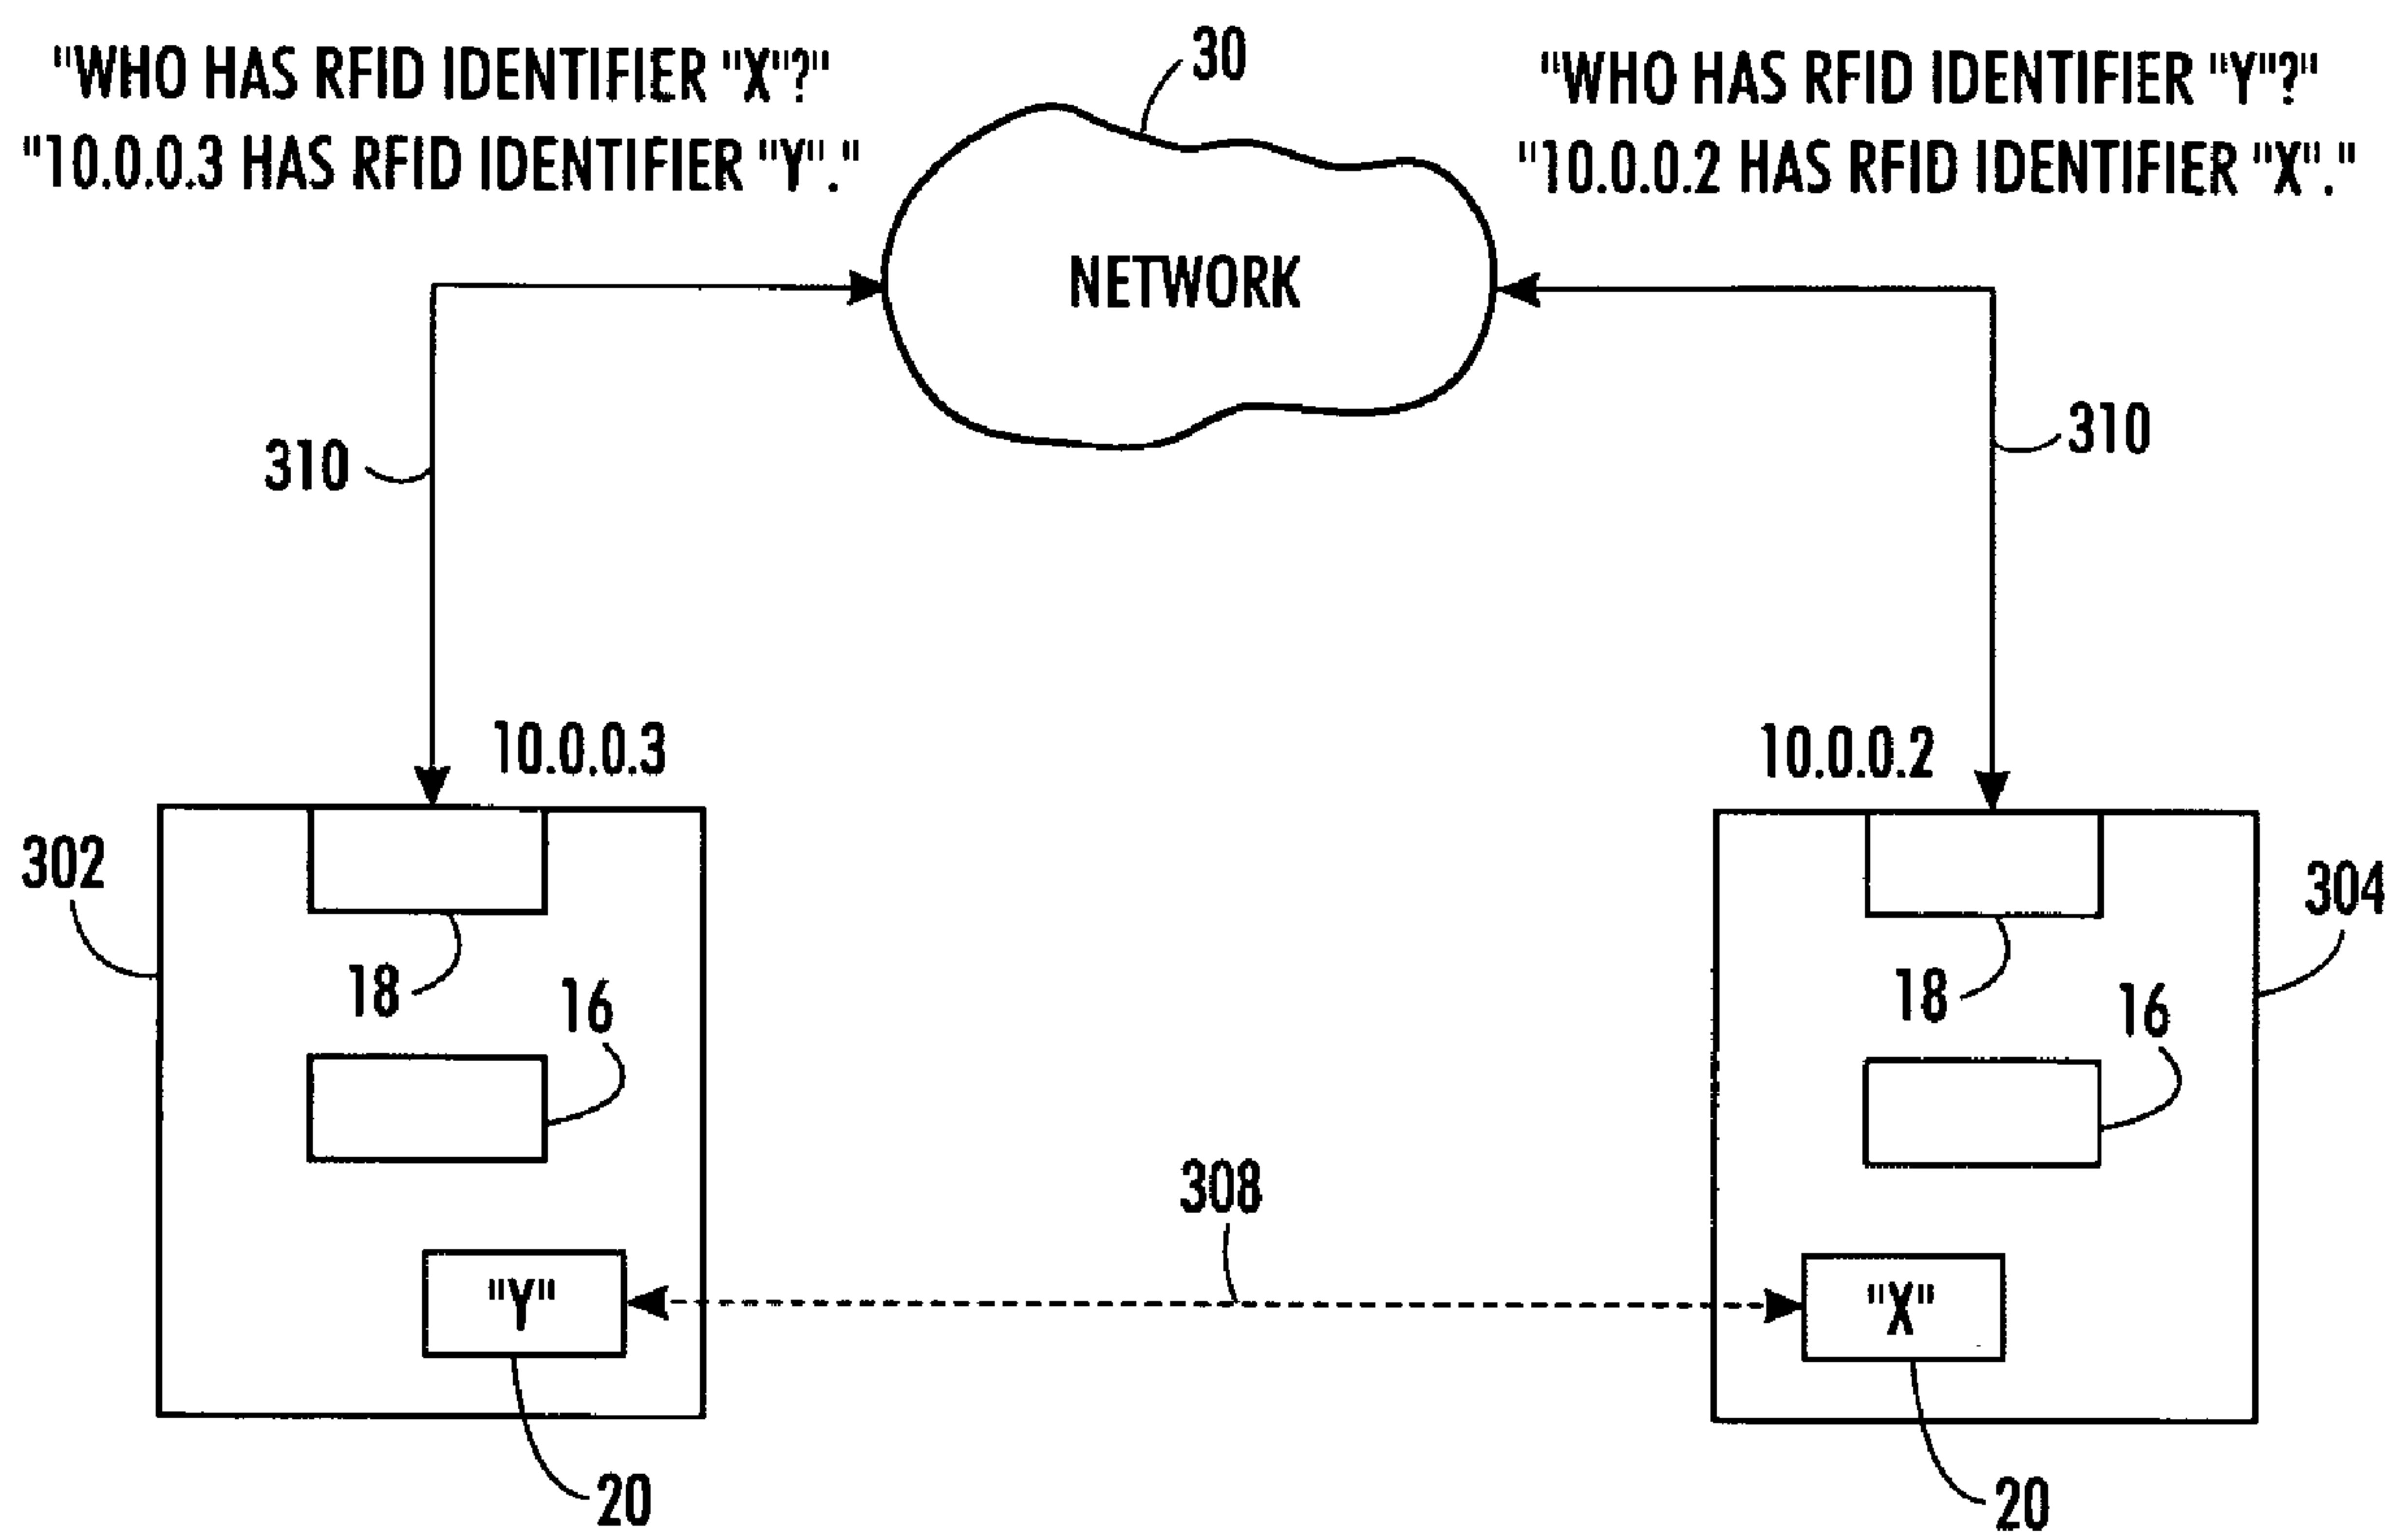 "WHO HAS RFID IDENTIFIER "X"?"
"10.0.0.3 HAS RFID IDENTIFIER "Y"."
30
"WHO HAS RFID IDENTIFIER "Y"?"
"10.0.0.2 HAS RFID IDENTIFIER "X"."
NETWORK
310
310
10.0.0.3
10.0.0.2
302
304
18
16
18
16
308
"Y"
"X"
20
20